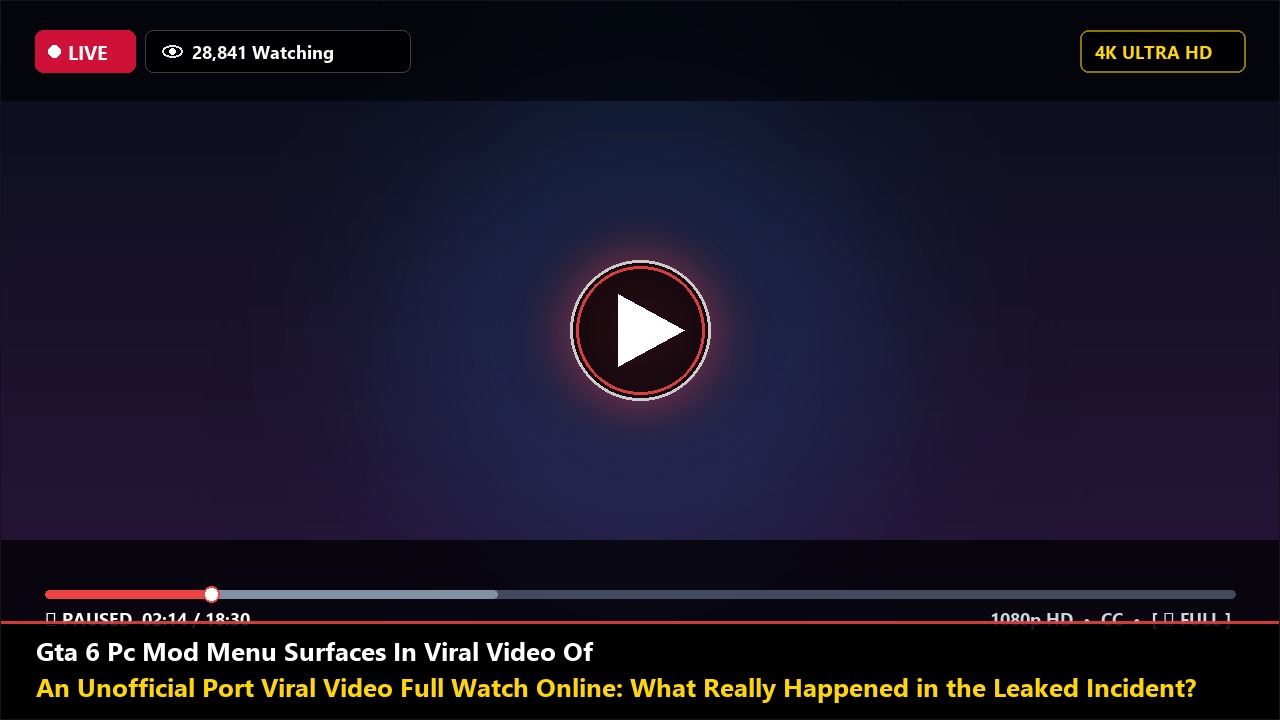 LIVE
28,841 Watching
4K ULTRA HD
PAUSED 02:14 / 18:30
1080p HD • CC • [ FULL ]
Gta 6 Pc Mod Menu Surfaces In Viral Video Of
An Unofficial Port Viral Video Full Watch Online: What Really Happened in the Leaked Incident?